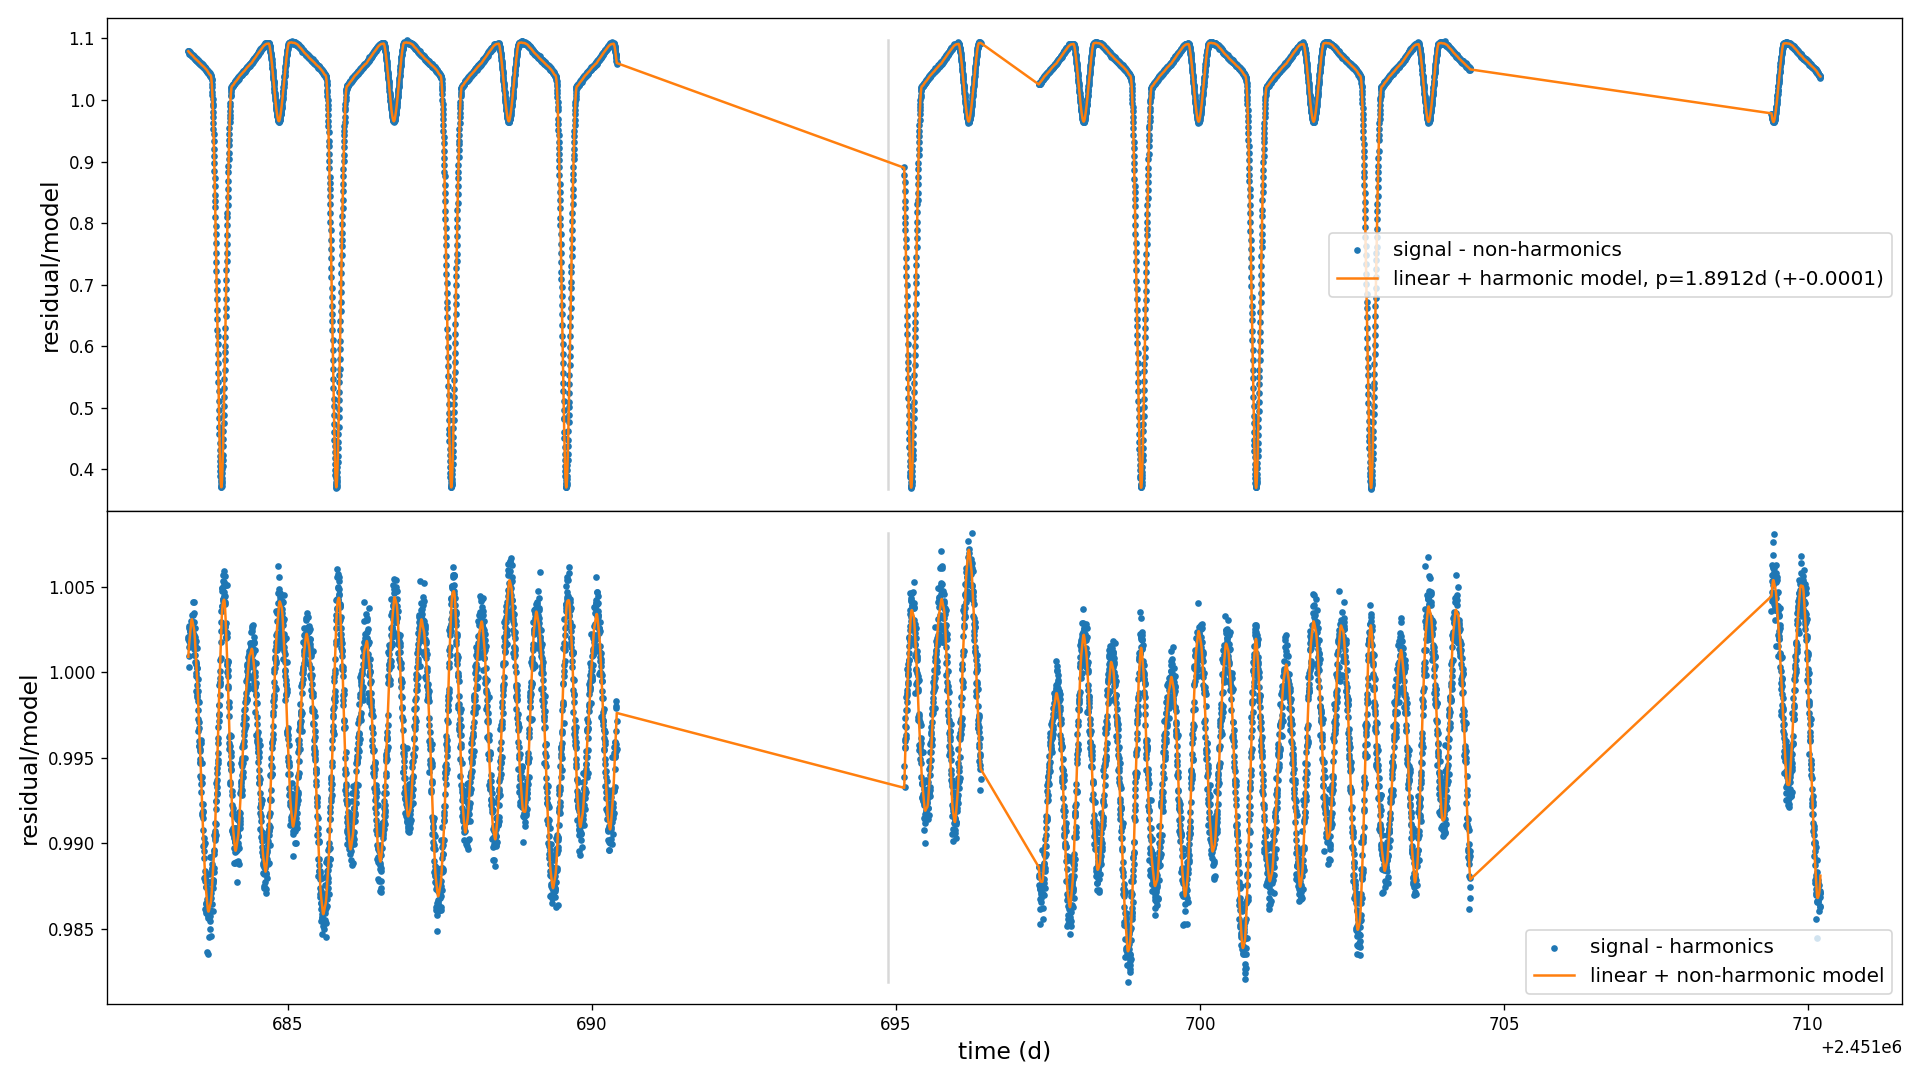 1.1
1.0
0.9
0.8
0.7
0.6
0.5
0.4
residual/model
signal - non-harmonics
linear + harmonic model, p=1.8912d (+-0.0001)
1.005
1.000
0.995
0.990
0.985
residual/model
signal - harmonics
linear + non-harmonic model
685 690 695 700 705 710
time (d)
+2.451e6